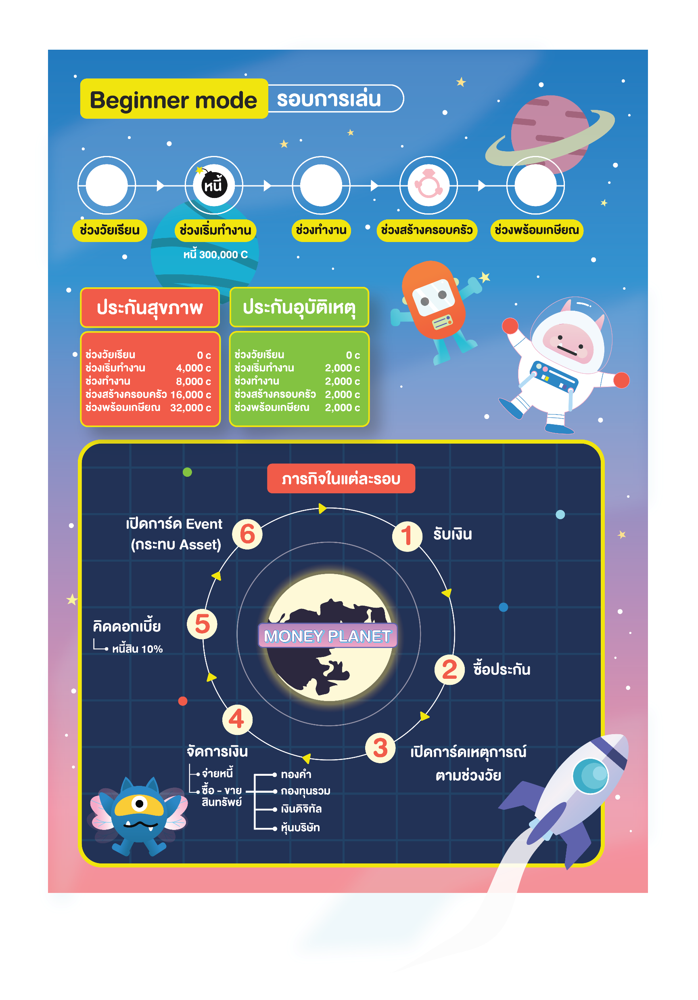 Beginner mode รอบการเล่น
หนี้
ช่วงวัยเรียน
ช่วงเริ่มทำงาน
ช่วงทำงาน
ช่วงสร้างครอบครัว
ช่วงพร้อมเกษียณ
หนี้ 300,000 C
ประกันสุขภาพ
ช่วงวัยเรียน 0 c
ช่วงเริ่มทำงาน 4,000 c
ช่วงทำงาน 8,000 c
ช่วงสร้างครอบครัว 16,000 c
ช่วงพร้อมเกษียณ 32,000 c
ประกันอุบัติเหตุ
ช่วงวัยเรียน 0 c
ช่วงเริ่มทำงาน 2,000 c
ช่วงทำงาน 2,000 c
ช่วงสร้างครอบครัว 2,000 c
ช่วงพร้อมเกษียณ 2,000 c
ภารกิจในแต่ละรอบ
1 รับเงิน
2 ซื้อประกัน
3 เปิดการ์ดเหตุการณ์
ตามช่วงวัย
4
จัดการเงิน
จ่ายหนี้
ซื้อ - ขาย
สินทรัพย์
ทองคำ
กองทุนรวม
เงินดิจิทัล
หุ้นบริษัท
5
คิดดอกเบี้ย
หนี้สิน 10%
6
เปิดการ์ด Event
(กระทบ Asset)
MONEY PLANET